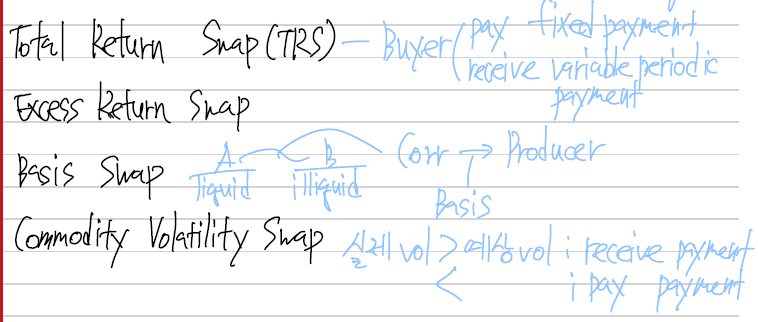 Total Return Swap (TRS) - Buyer ( pay fixed payment
receive variable periodic
payment
Excess Return Swap
Basis Swap A liquid B illiquid Corr → Producer
Basis
Commodity Volatility Swap 실제 vol > 예상 vol ; receive payment
< ; pay payment